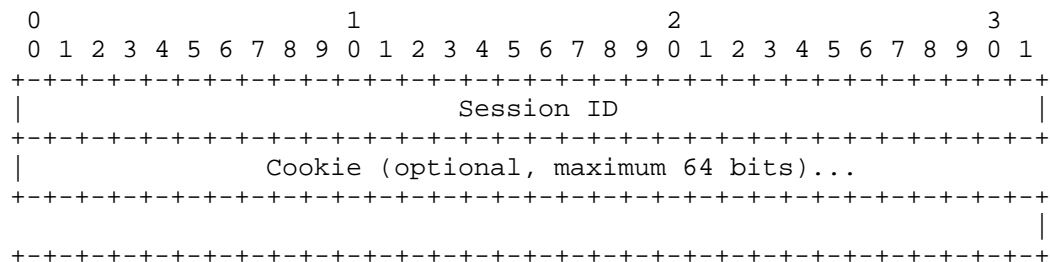 0                   1                   2                   3
 0 1 2 3 4 5 6 7 8 9 0 1 2 3 4 5 6 7 8 9 0 1 2 3 4 5 6 7 8 9 0 1
+-+-+-+-+-+-+-+-+-+-+-+-+-+-+-+-+-+-+-+-+-+-+-+-+-+-+-+-+-+-+-+-+
|                           Session ID                          |
+-+-+-+-+-+-+-+-+-+-+-+-+-+-+-+-+-+-+-+-+-+-+-+-+-+-+-+-+-+-+-+-+
|               Cookie (optional, maximum 64 bits)...
+-+-+-+-+-+-+-+-+-+-+-+-+-+-+-+-+-+-+-+-+-+-+-+-+-+-+-+-+-+-+-+-+
                                                                |
+-+-+-+-+-+-+-+-+-+-+-+-+-+-+-+-+-+-+-+-+-+-+-+-+-+-+-+-+-+-+-+-+